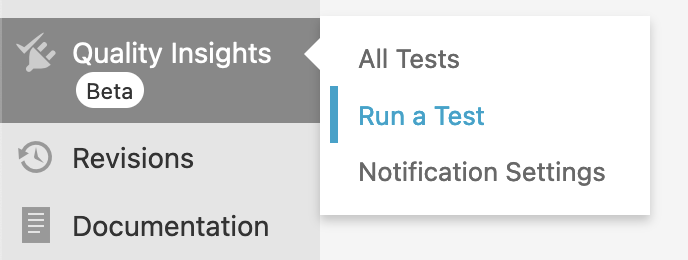 Quality Insights
Beta
Revisions
Documentation
All Tests
Run a Test
Notification Settings